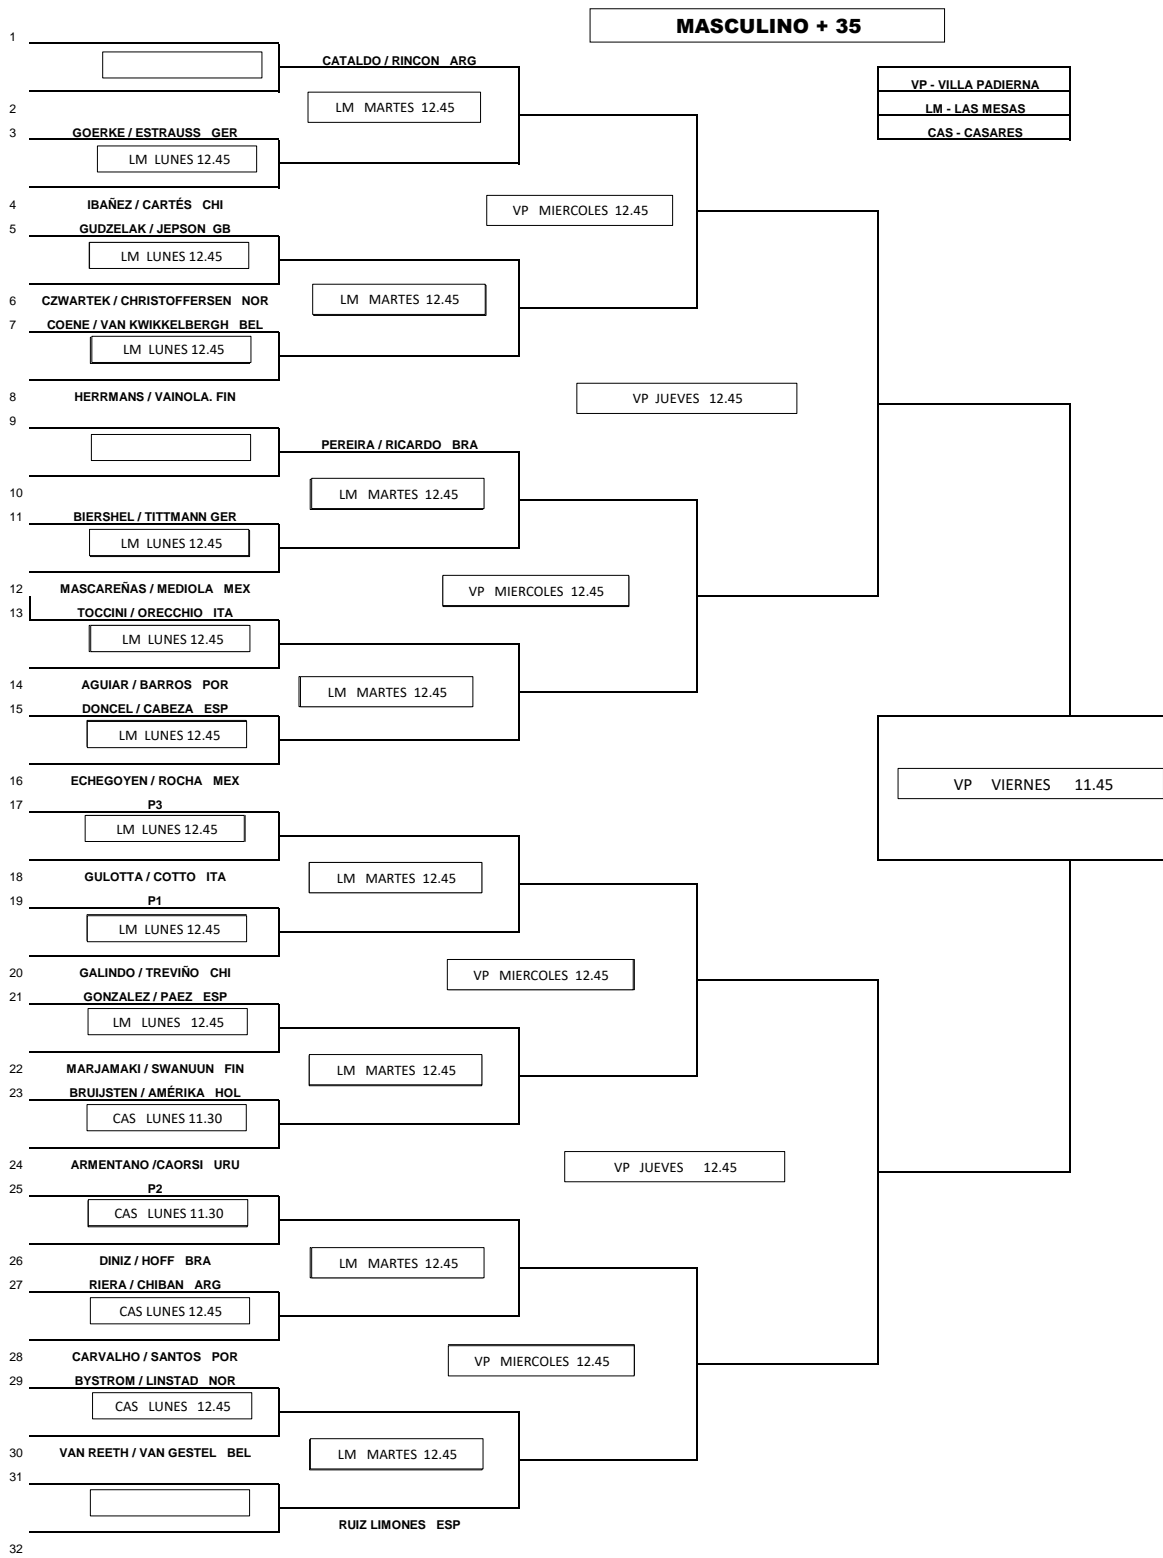 MASCULINO + 35
1
CATALDO / RINCON ARG
VP - VILLA PADIERNA
2
LM MARTES 12.45
LM - LAS MESAS
3
GOERKE / ESTRAUSS GER
CAS - CASARES
LM LUNES 12.45
4
IBAÑEZ / CARTÉS CHI
VP MIERCOLES 12.45
5
GUDZELAK / JEPSON GB
LM LUNES 12.45
6
CZWARTEK / CHRISTOFFERSEN NOR
LM MARTES 12.45
7
COENE / VAN KWIKKELBERGH BEL
LM LUNES 12.45
8
HERRMANS / VAINOLA. FIN
VP JUEVES 12.45
9
PEREIRA / RICARDO BRA
10
LM MARTES 12.45
11
BIERSHEL / TITTMANN GER
LM LUNES 12.45
12
MASCAREÑAS / MEDIOLA MEX
VP MIERCOLES 12.45
13
TOCCINI / ORECCHIO ITA
LM LUNES 12.45
14
AGUIAR / BARROS POR
LM MARTES 12.45
15
DONCEL / CABEZA ESP
LM LUNES 12.45
16
ECHEGOYEN / ROCHA MEX
VP VIERNES 11.45
17
P3
LM LUNES 12.45
18
GULOTTA / COTTO ITA
LM MARTES 12.45
19
P1
LM LUNES 12.45
20
GALINDO / TREVIÑO CHI
VP MIERCOLES 12.45
21
GONZALEZ / PAEZ ESP
LM LUNES 12.45
22
MARJAMAKI / SWANUUN FIN
LM MARTES 12.45
23
BRUIJSTEN / AMÉRIKA HOL
CAS LUNES 11.30
24
ARMENTANO /CAORSI URU
VP JUEVES 12.45
25
P2
CAS LUNES 11.30
26
DINIZ / HOFF BRA
LM MARTES 12.45
27
RIERA / CHIBAN ARG
CAS LUNES 12.45
28
CARVALHO / SANTOS POR
VP MIERCOLES 12.45
29
BYSTROM / LINSTAD NOR
CAS LUNES 12.45
30
VAN REETH / VAN GESTEL BEL
LM MARTES 12.45
31
RUIZ LIMONES ESP
32